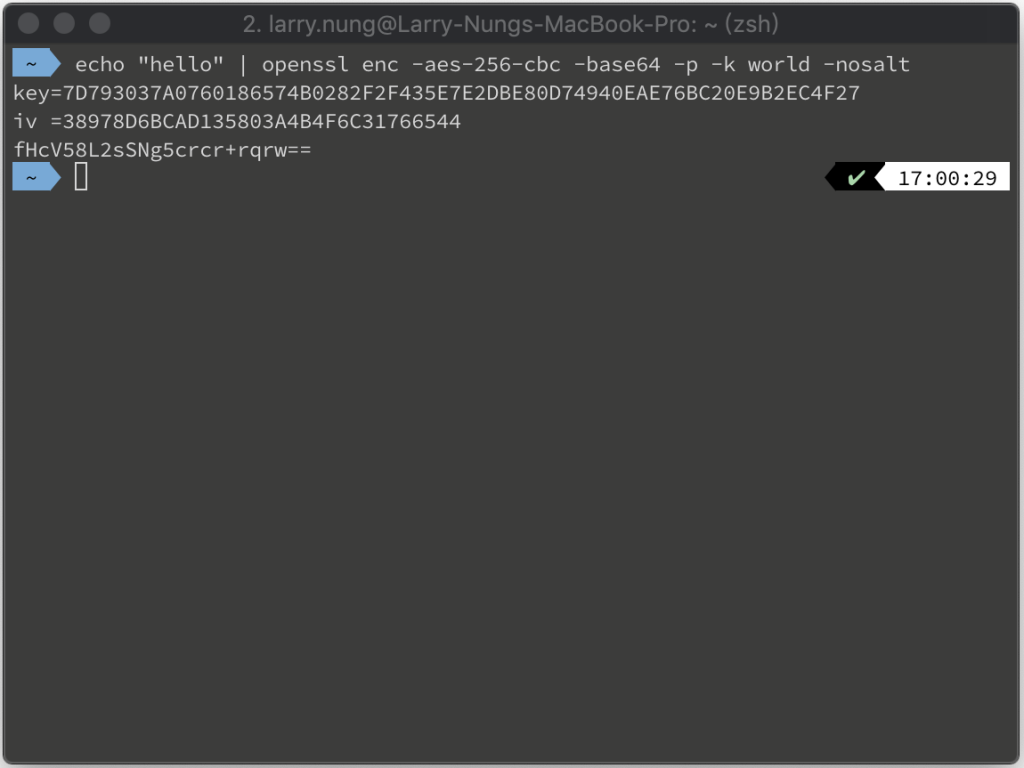 2. larry.nung@Larry-Nungs-MacBook-Pro: ~ (zsh)
~ echo "hello" | openssl enc -aes-256-cbc -base64 -p -k world -nosalt
key=7D793037A0760186574B0282F2F435E7E2DBE80D74940EAE76BC20E9B2EC4F27
iv =38978D6BCAD135803A4B4F6C31766544
fHcV58L2sSNg5crcr+rqrw==
~ ✔ 17:00:29